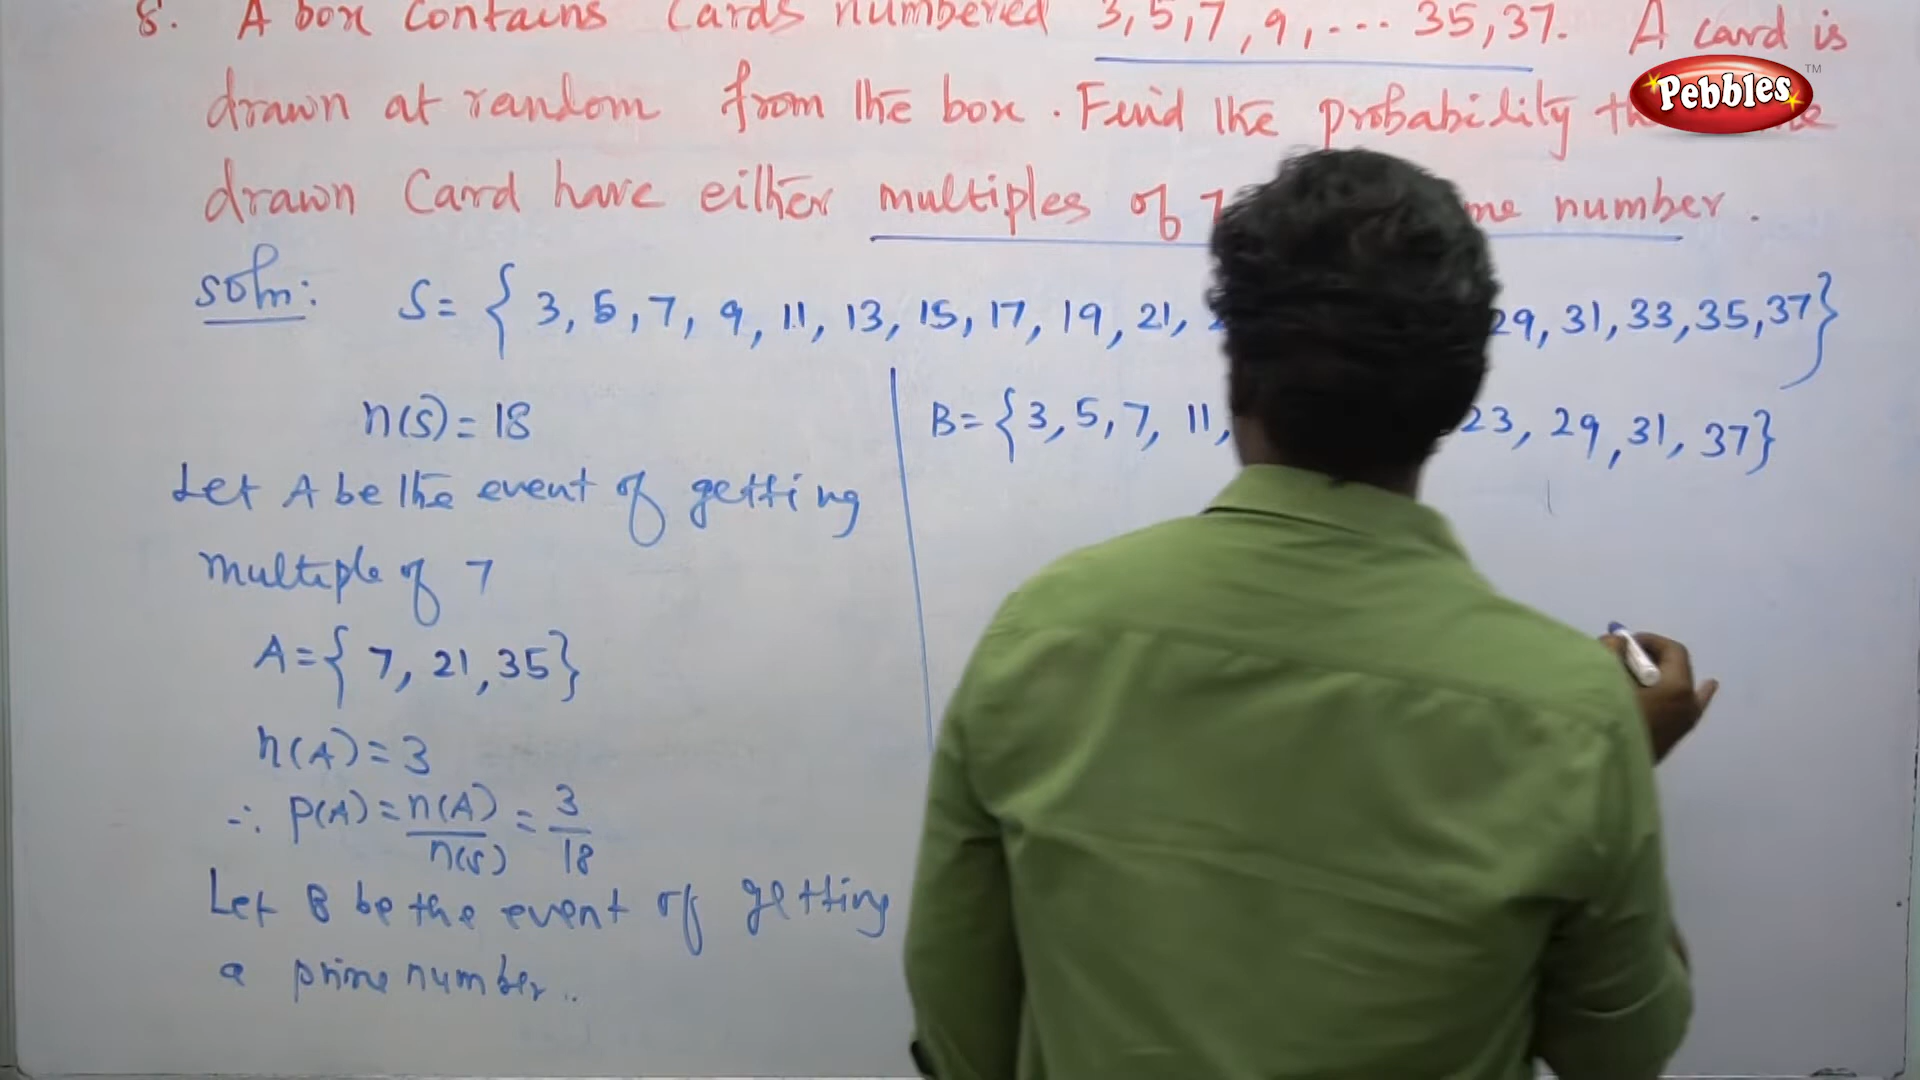 8. A box contains cards numbered 3,5,7,9,... 35,37. A card is
Pebbles TM
drawn at random from the box. Find the probability
drawn Card have either multiples of 7 number.
Soln: S= { 3, 5, 7, 9, 11, 13, 15, 17, 19, 21, 29, 31, 33, 35, 37}
n(S) = 18
Let A be the event of getting
multiple of 7
A = { 7, 21, 35}
n(A) = 3
∴ P(A) = n(A)/n(S) = 3/18
Let B be the event of getting
a prime number..
B= {3, 5, 7, 11, 23, 29, 31, 37}